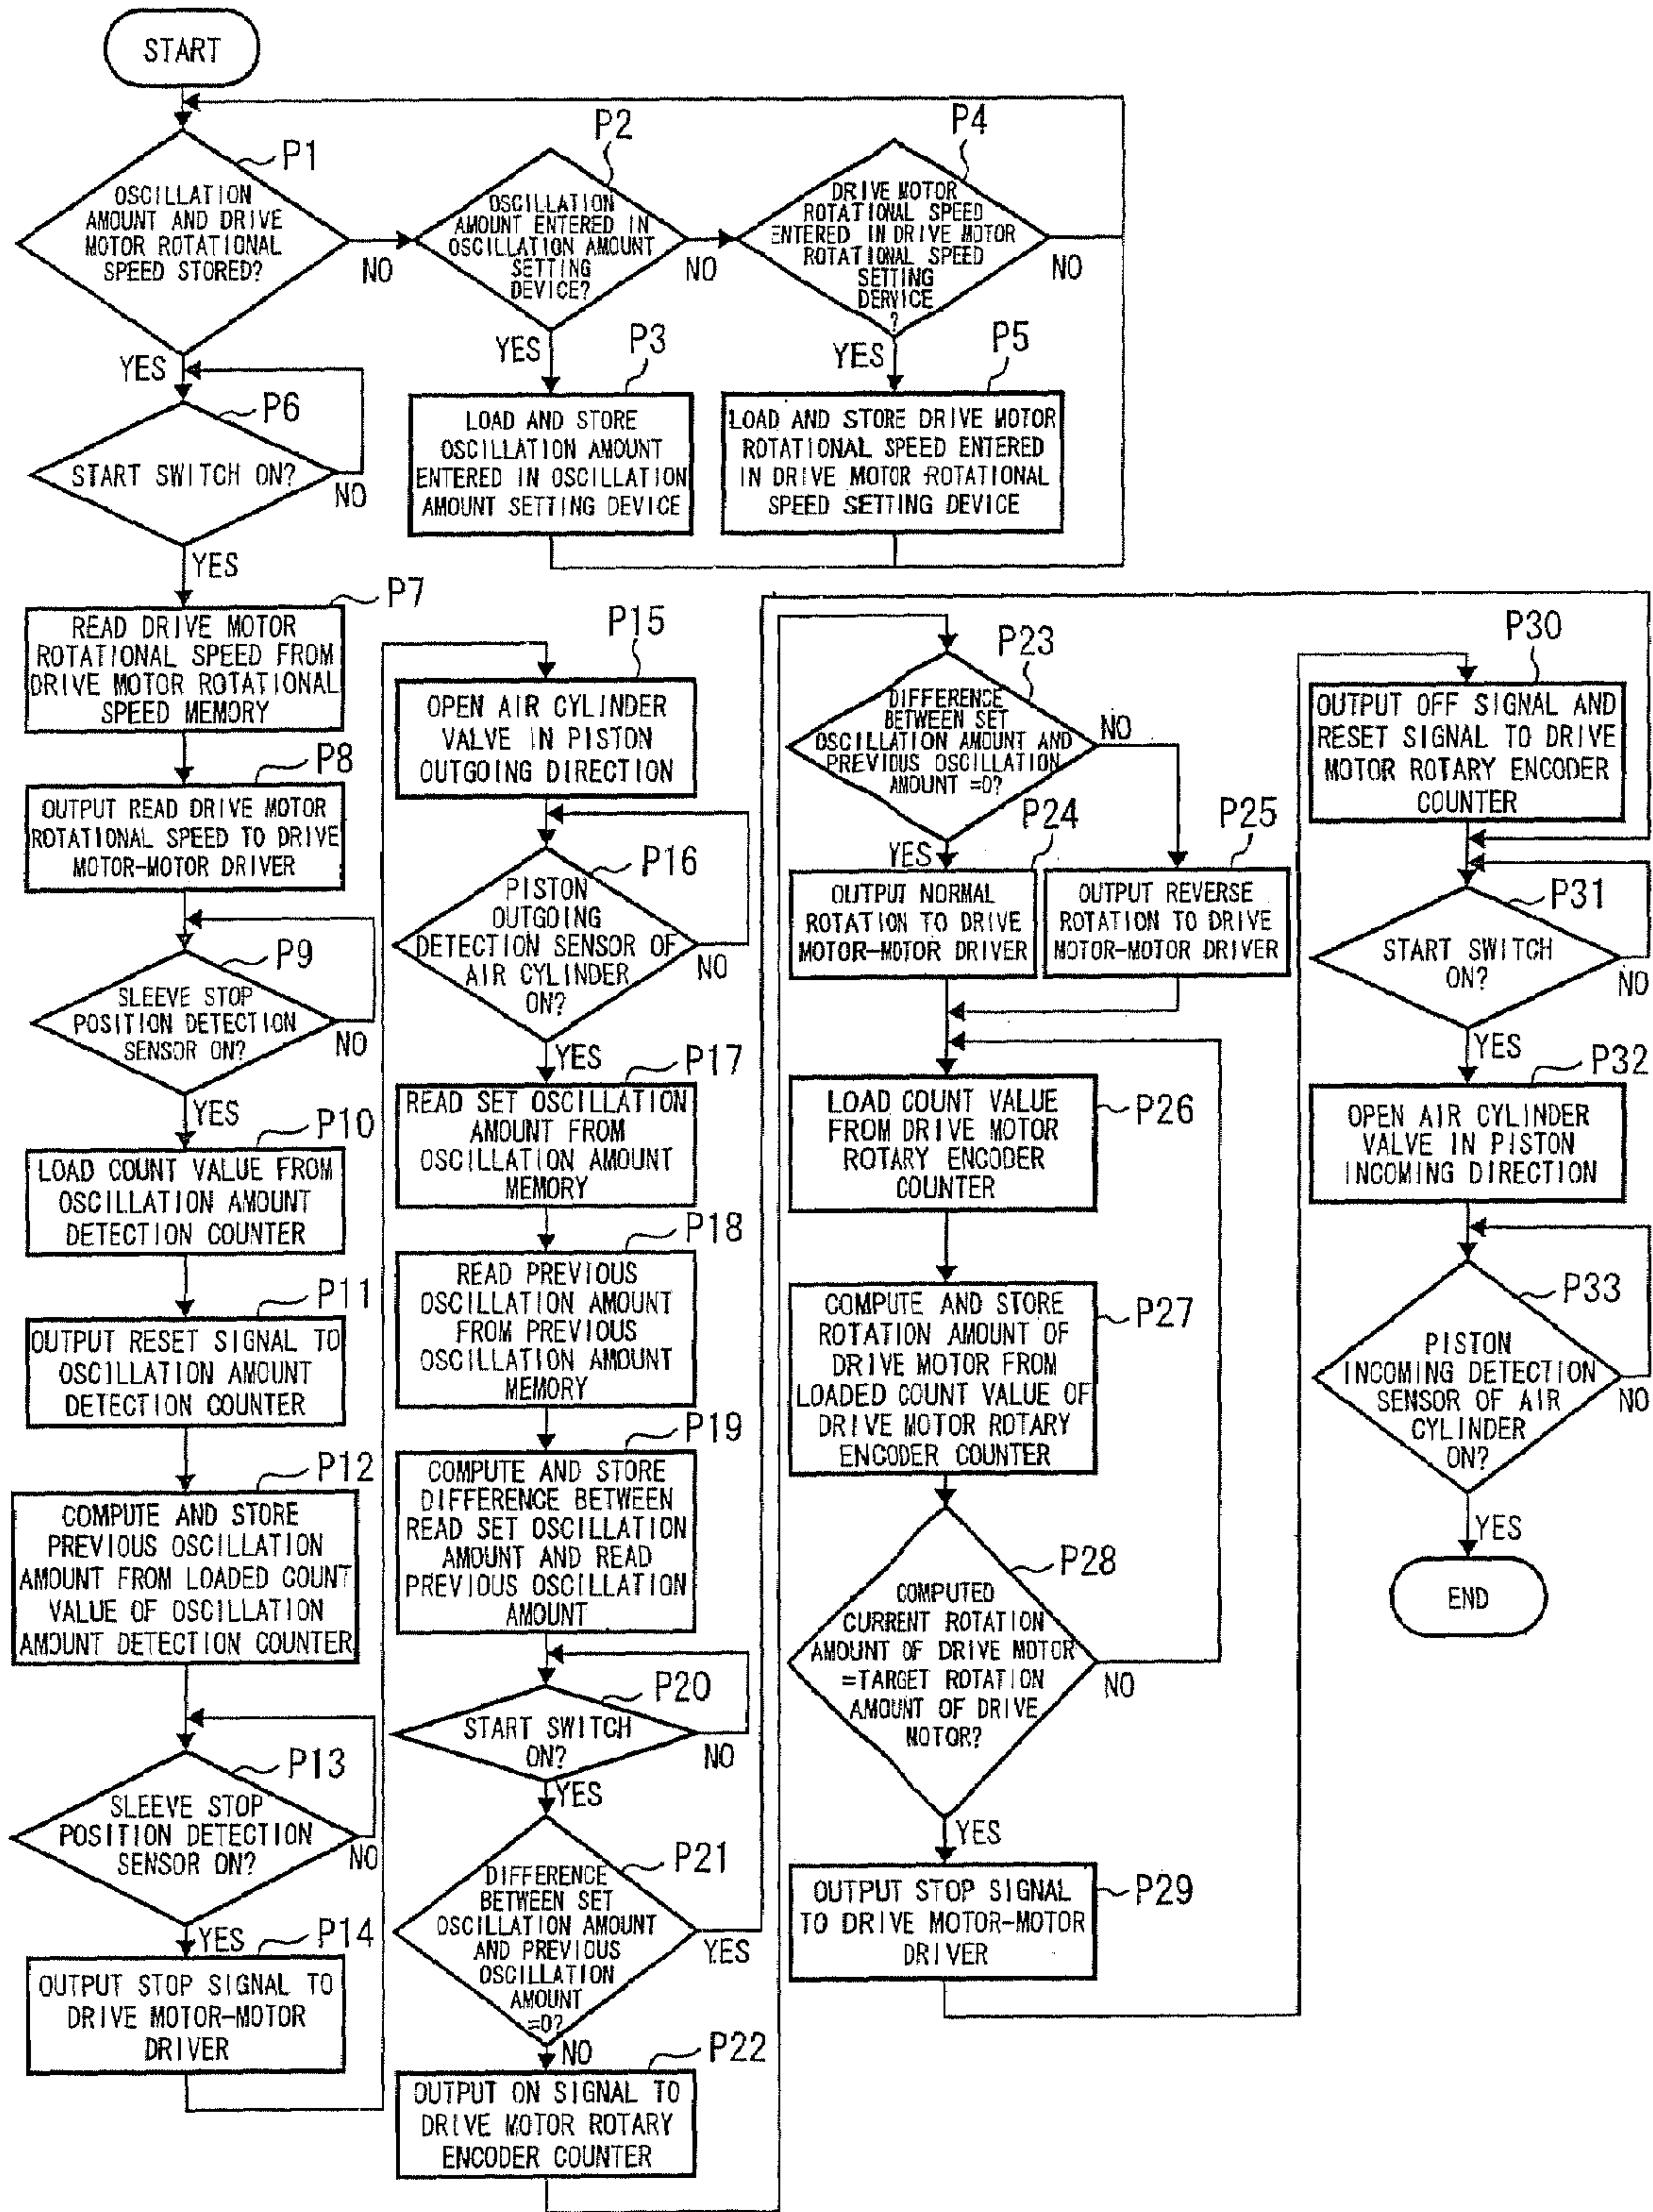 START
P1
OSCILLATION
AMOUNT AND DRIVE
MOTOR ROTATIONAL
SPEED STORED?
NO
YES
P2
OSCILLATION
AMOUNT ENTERED IN
OSCILLATION AMOUNT
SETTING
DEVICE?
NO
YES
P4
DRIVE MOTOR
ROTATIONAL SPEED
ENTERED IN DRIVE MOTOR
ROTATIONAL SPEED
SETTING
DERVICE
?
NO
YES
P3
LOAD AND STORE
OSCILLATION AMOUNT
ENTERED IN OSCILLATION
AMOUNT SETTING DEVICE
P5
LOAD AND STORE DRIVE MOTOR
ROTATIONAL SPEED ENTERED
IN DRIVE MOTOR ROTATIONAL
SPEED SETTING DEVICE
P6
START SWITCH ON?
NO
YES
P7
READ DRIVE MOTOR
ROTATIONAL SPEED FROM
DRIVE MOTOR ROTATIONAL
SPEED MEMORY
P8
OUTPUT READ DRIVE MOTOR
ROTATIONAL SPEED TO DRIVE
MOTOR-MOTOR DRIVER
P9
SLEEVE STOP
POSITION DETECTION
SENSOR ON?
NO
YES
P10
LOAD COUNT VALUE FROM
OSCILLATION AMOUNT
DETECTION COUNTER
P11
OUTPUT RESET SIGNAL TO
OSCILLATION AMOUNT
DETECTION COUNTER
P12
COMPUTE AND STORE
PREVIOUS OSCILLATION
AMOUNT FROM LOADED COUNT
VALUE OF OSCILLATION
AMOUNT DETECTION COUNTER
P13
SLEEVE STOP
POSITION DETECTION
SENSOR ON?
NO
YES
P14
OUTPUT STOP SIGNAL TO
DRIVE MOTOR-MOTOR
DRIVER
P15
OPEN AIR CYLINDER
VALVE IN PISTON
OUTGOING DIRECTION
P16
PISTON
OUTGOING
DETECTION SENSOR OF
AIR CYLINDER
ON?
NO
YES
P17
READ SET OSCILLATION
AMOUNT FROM
OSCILLATION AMOUNT
MEMORY
P18
READ PREVIOUS
OSCILLATION AMOUNT
FROM PREVIOUS
OSCILLATION AMOUNT
MEMORY
P19
COMPUTE AND STORE
DIFFERENCE BETWEEN
READ SET OSCILLATION
AMOUNT AND READ
PREVIOUS OSCILLATION
AMOUNT
P20
START SWITCH
ON?
NO
YES
P21
DIFFERENCE
BETWEEN SET
OSCILLATION AMOUNT
AND PREVIOUS
OSCILLATION
AMOUNT
=0?
YES
NO
P22
OUTPUT ON SIGNAL TO
DRIVE MOTOR ROTARY
ENCODER COUNTER
P23
DIFFERENCE
BETWEEN SET
OSCILLATION AMOUNT AND
PREVIOUS OSCILLATION
AMOUNT =0?
NO
YES
P24
OUTPUT NORMAL
ROTATION TO DRIVE
MOTOR-MOTOR DRIVER
P25
OUTPUT REVERSE
ROTATION TO DRIVE
MOTOR-MOTOR DRIVER
P26
LOAD COUNT VALUE
FROM DRIVE MOTOR
ROTARY ENCODER
COUNTER
P27
COMPUTE AND STORE
ROTATION AMOUNT OF
DRIVE MOTOR FROM
LOADED COUNT VALUE OF
DRIVE MOTOR ROTARY
ENCODER COUNTER
P28
COMPUTED
CURRENT ROTATION
AMOUNT OF DRIVE MOTOR
=TARGET ROTATION
AMOUNT OF DRIVE
MOTOR?
NO
YES
P29
OUTPUT STOP SIGNAL
TO DRIVE MOTOR-MOTOR
DRIVER
P30
OUTPUT OFF SIGNAL AND
RESET SIGNAL TO DRIVE
MOTOR ROTARY ENCODER
COUNTER
P31
START SWITCH
ON?
NO
YES
P32
OPEN AIR CYLINDER
VALVE IN PISTON
INCOMING DIRECTION
P33
PISTON
INCOMING DETECTION
SENSOR OF AIR
CYLINDER
ON?
NO
YES
END